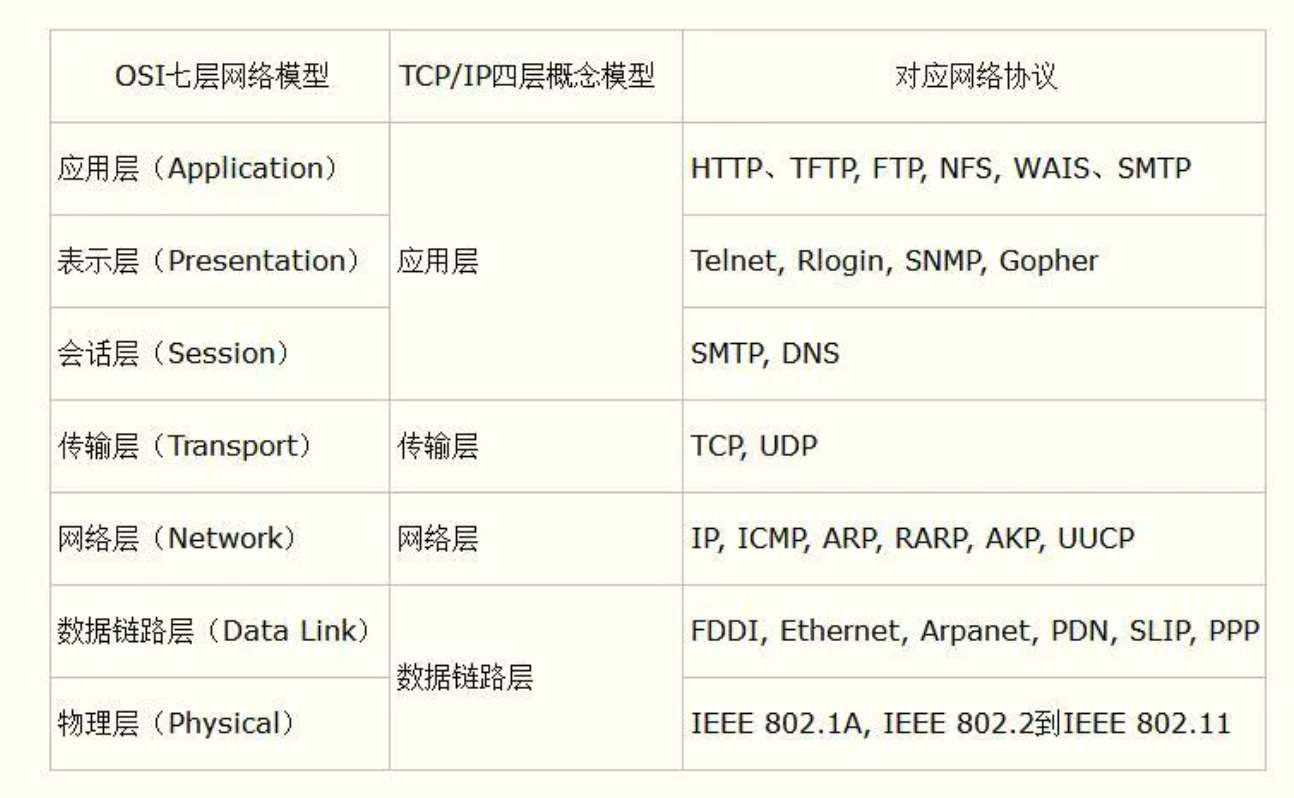 OSI七层网络模型 TCP/IP四层概念模型 对应网络协议
应用层（Application） HTTP、TFTP, FTP, NFS, WAIS、SMTP
表示层（Presentation） 应用层 Telnet, Rlogin, SNMP, Gopher
会话层（Session） SMTP, DNS
传输层（Transport） 传输层 TCP, UDP
网络层（Network） 网络层 IP, ICMP, ARP, RARP, AKP, UUCP
数据链路层（Data Link） FDDI, Ethernet, Arpanet, PDN, SLIP, PPP
数据链路层
物理层（Physical） IEEE 802.1A, IEEE 802.2到IEEE 802.11